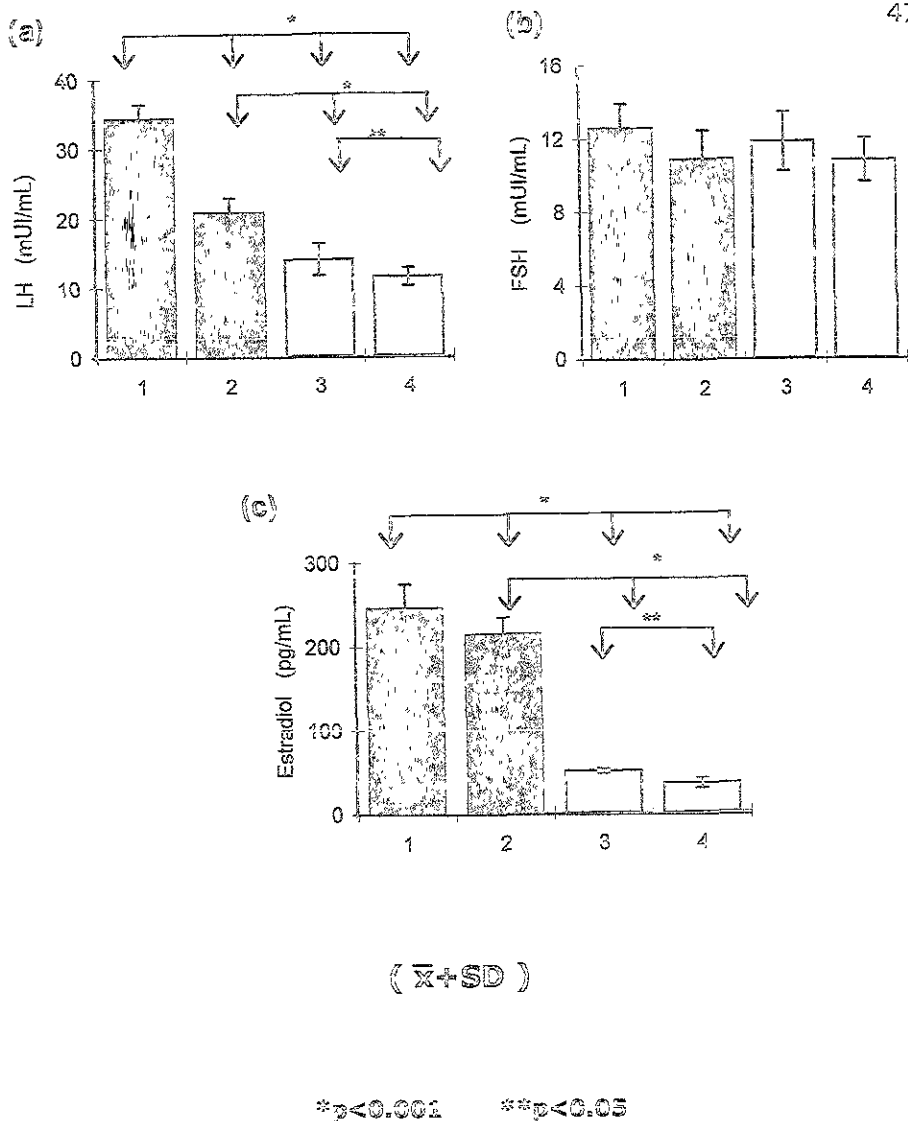 47
(a)
*
*
**
40
30
20
10
0
LH (mUI/mL)
1 2 3 4
(b)
16
12
8
4
0
FSH (mUI/mL)
1 2 3 4
(c)
*
*
**
300
200
100
0
Estradiol (pg/mL)
1 2 3 4
( x̄+SD )
*p<0.001 **p<0.05